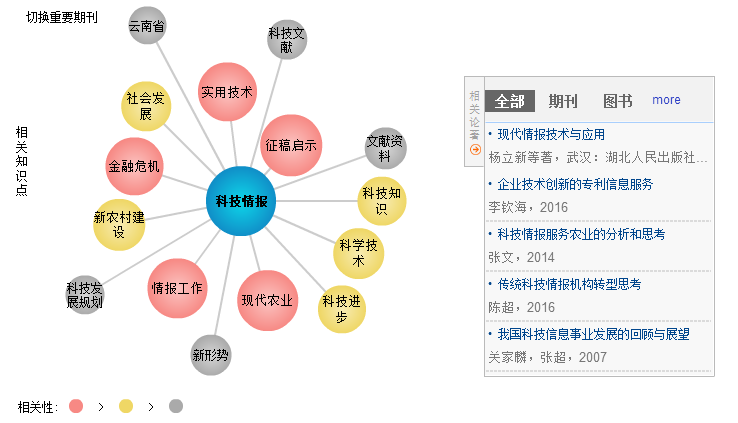 切换重要期刊
云南省
科技文
献
实用技术
社会发
展
征稿启示
文献资
料
金融危机
相关知识点
科技情报
科技知
识
新农村建
设
科学技
术
科技发
展规划
情报工作
现代农业
科技进
步
新形势
相关性：
>
>
相关论著
全部 期刊 图书 more
• 现代情报技术与应用
杨立新等著，武汉：湖北人民出版社...
• 企业技术创新的专利信息服务
李钦海，2016
• 科技情报服务农业的分析和思考
张文，2014
• 传统科技情报机构转型思考
陈超，2016
• 我国科技信息事业发展的回顾与展望
关家麟，张超，2007